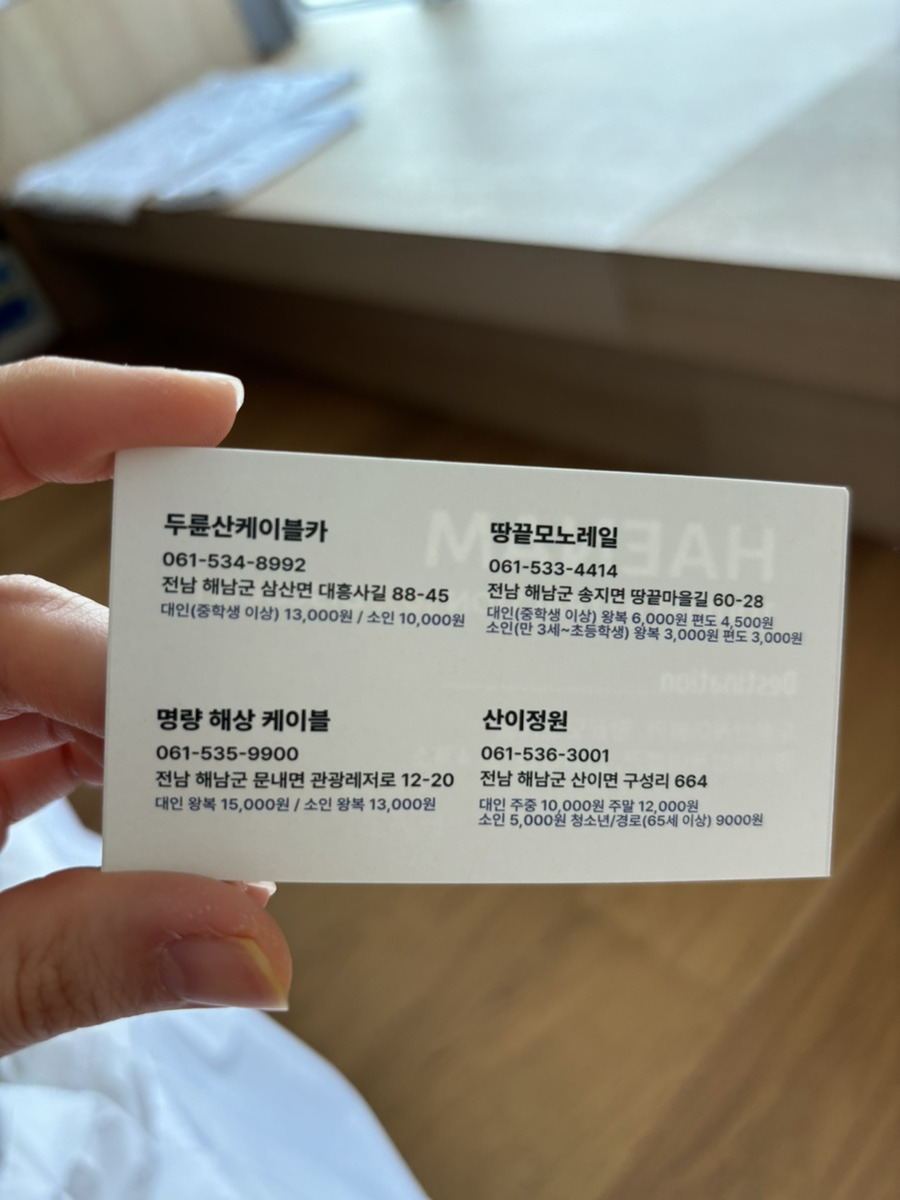 두륜산케이블카
061-534-8992
전남 해남군 삼산면 대흥사길 88-45
대인(중학생 이상) 13,000원 / 소인 10,000원
땅끝모노레일
061-533-4414
전남 해남군 송지면 땅끝마을길 60-28
대인(중학생 이상) 왕복 6,000원 편도 4,500원
소인(만 3세~초등학생) 왕복 3,000원 편도 3,000원
명량 해상 케이블
061-535-9900
전남 해남군 문내면 관광레저로 12-20
대인 왕복 15,000원 / 소인 왕복 13,000원
산이정원
061-536-3001
전남 해남군 산이면 구성리 664
대인 주중 10,000원 주말 12,000원
소인 5,000원 청소년/경로(65세 이상) 9000원
HAENAM
Destination